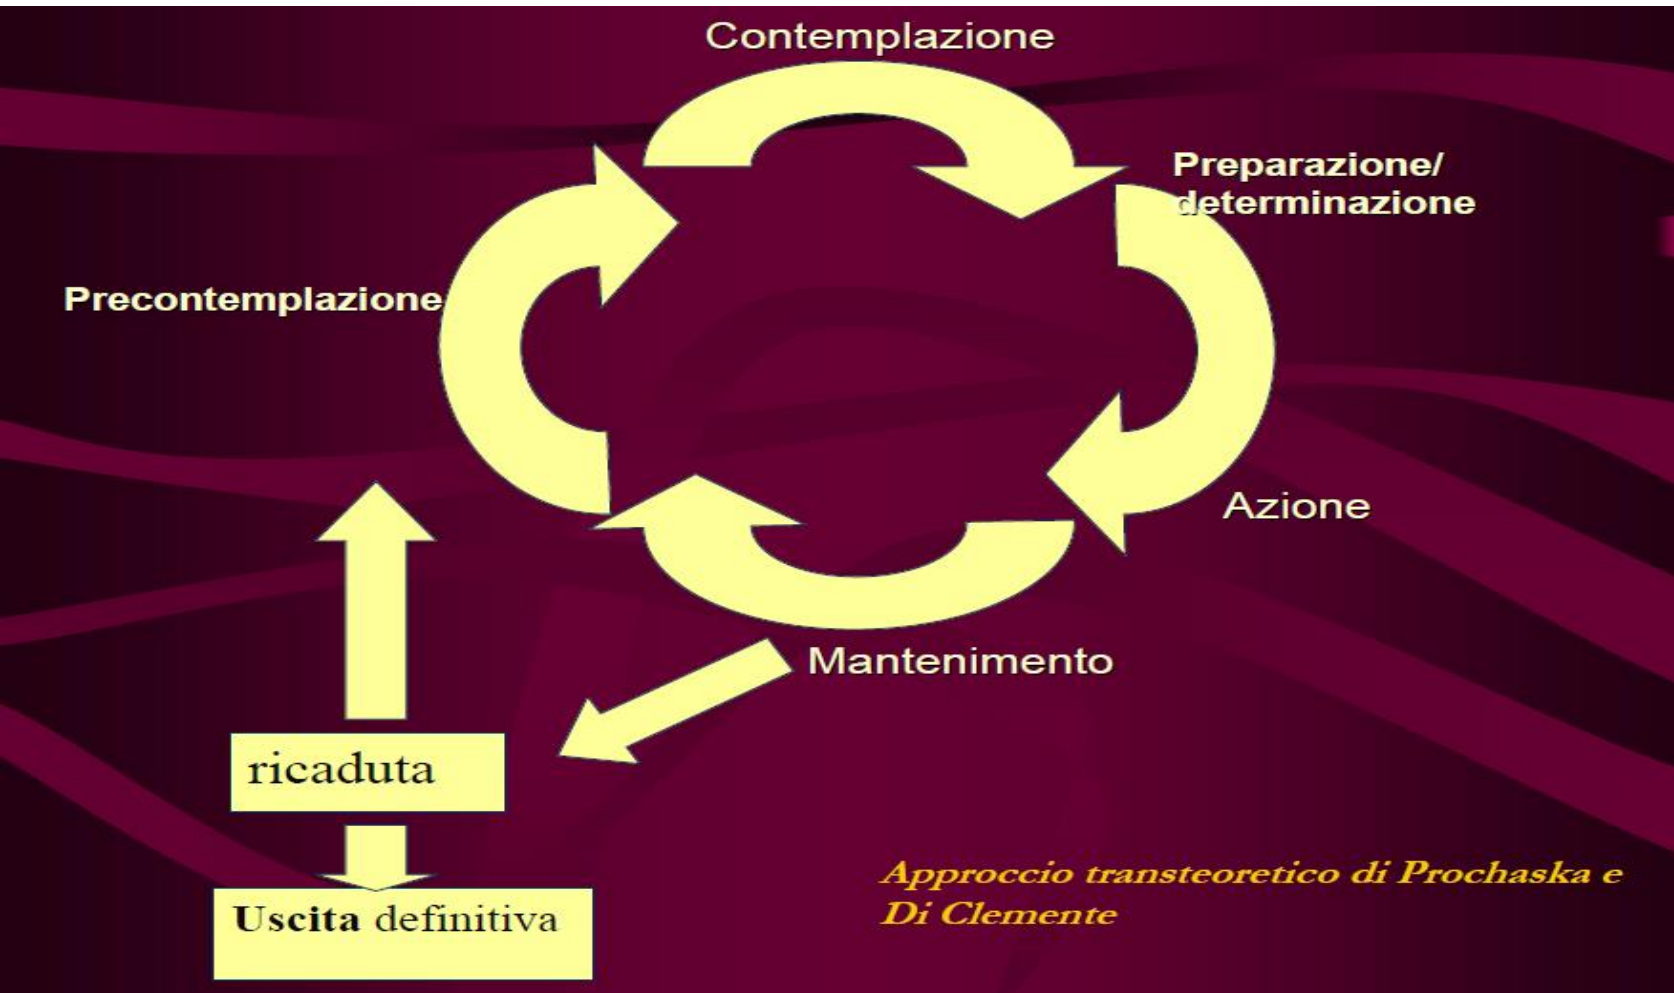 Contemplazione
Preparazione/
determinazione
Precontemplazione
Azione
Mantenimento
ricaduta
Uscita definitiva
Approccio transteoretico di Prochaska e
Di Clemente